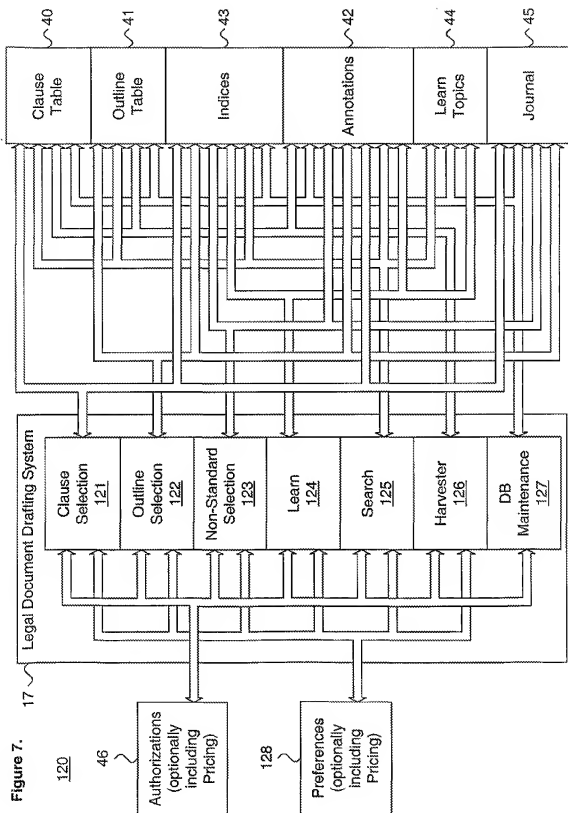 Figure 7.
120
17
Legal Document Drafting System
46
Authorizations
(optionally
including
Pricing)
128
Preferences
(optionally
including
Pricing)
Clause
Selection
121
Outline
Selection
122
Non-Standard
Selection
123
Learn
124
Search
125
Harvester
126
DB
Maintenance
127
Clause
Table
40
Outline
Table
41
Indices
43
Annotations
42
Learn
Topics
44
Journal
45